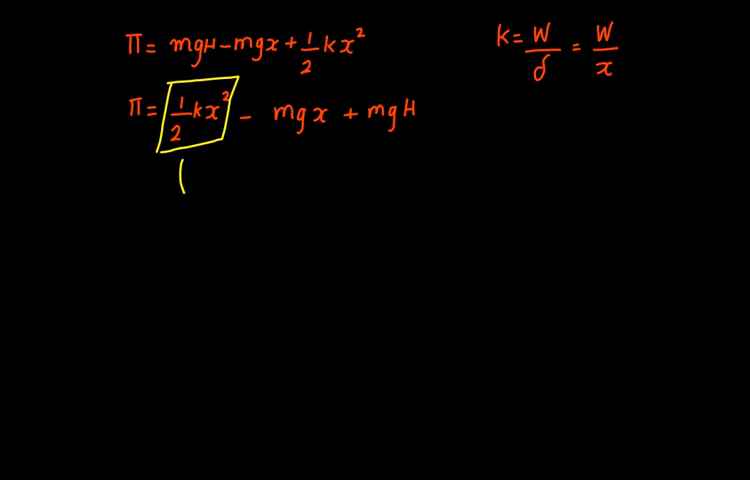 Π = mgH - mgx + 1/2 kx²
K = W/δ = W/x
Π = 1/2 kx² - mgx + mgH
(